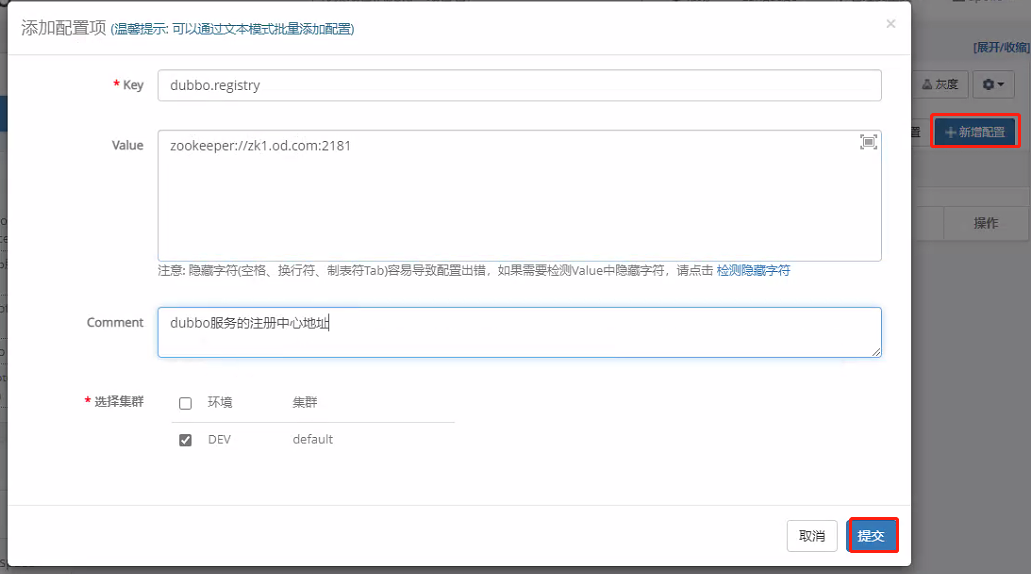 添加配置项 (温馨提示: 可以通过文本模式批量添加配置)
×
[展开/收缩]
* Key
dubbo.registry
灰度
Value
zookeeper://zk1.od.com:2181
置
新增配置
操作
注意: 隐藏字符(空格、换行符、制表符Tab)容易导致配置出错，如果需要检测Value中隐藏字符，请点击 检测隐藏字符
Comment
dubbo服务的注册中心地址
* 选择集群
环境 集群
DEV default
取消 提交